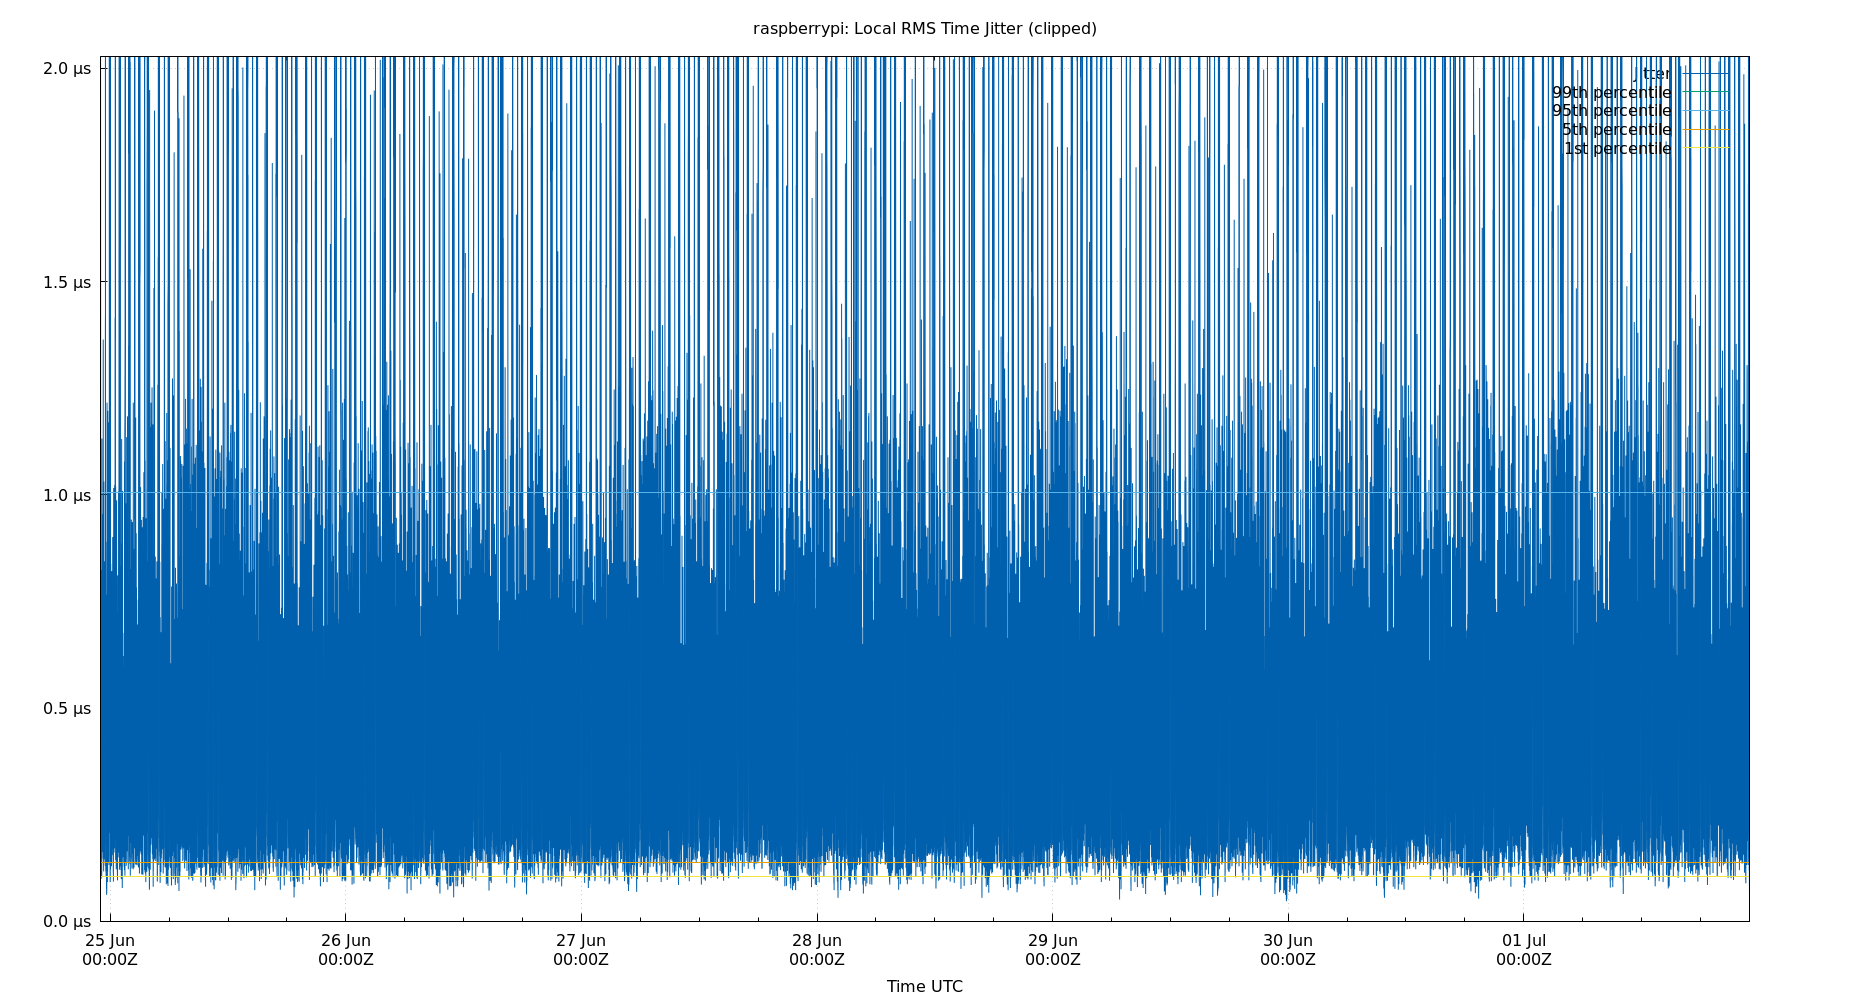 raspberrypi: Local RMS Time Jitter (clipped)
2.0 µs
1.5 µs
1.0 µs
0.5 µs
0.0 µs
jitter
99th percentile
95th percentile
5th percentile
1st percentile
25 Jun 00:00Z
26 Jun 00:00Z
27 Jun 00:00Z
28 Jun 00:00Z
29 Jun 00:00Z
30 Jun 00:00Z
01 Jul 00:00Z
Time UTC